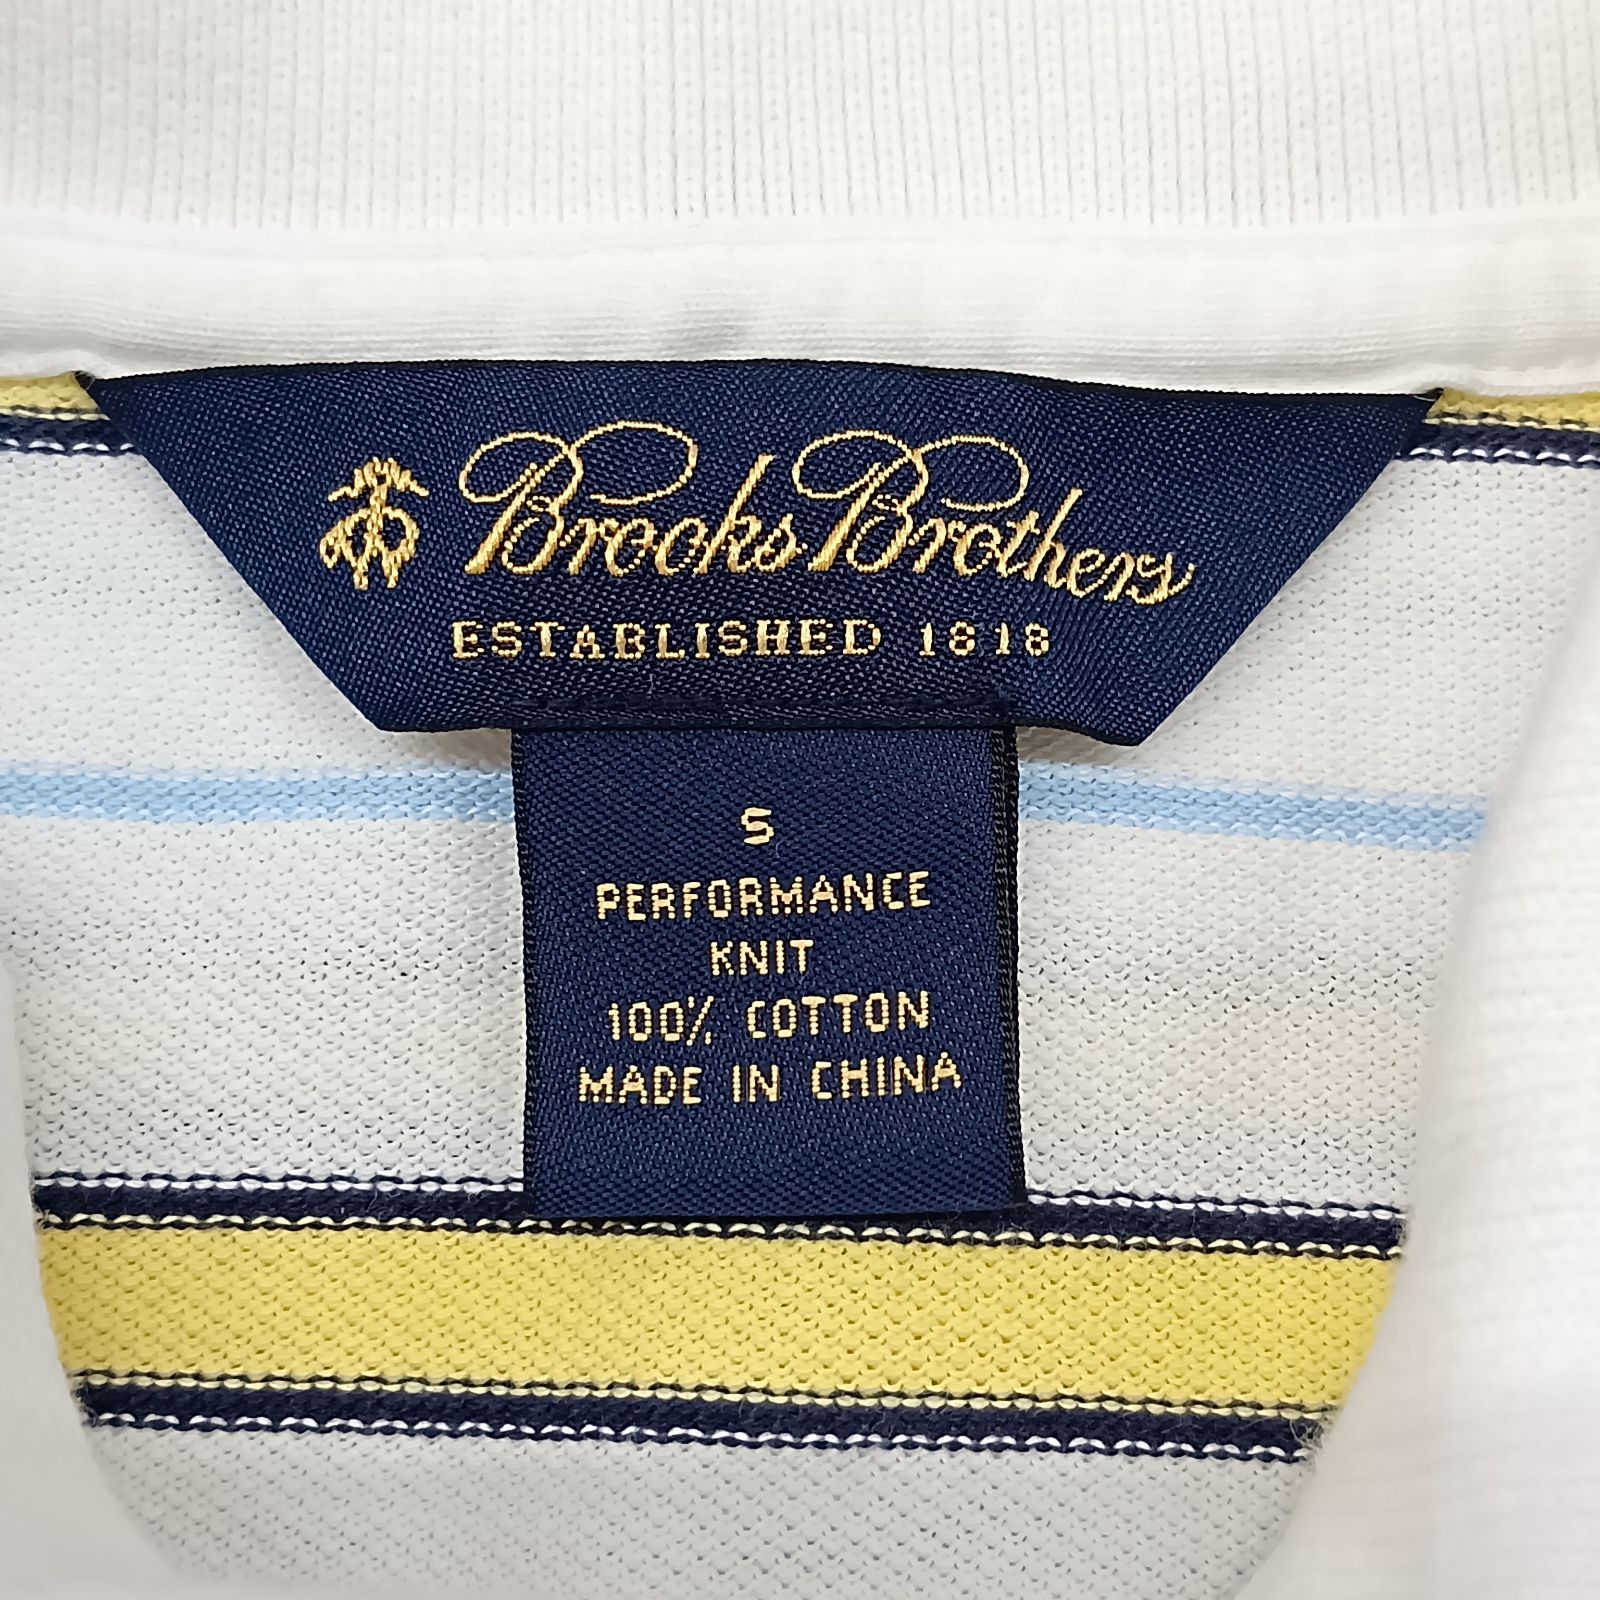 Brooks Brothers
ESTABLISHED 1818
S
PERFORMANCE
KNIT
100% COTTON
MADE IN CHINA